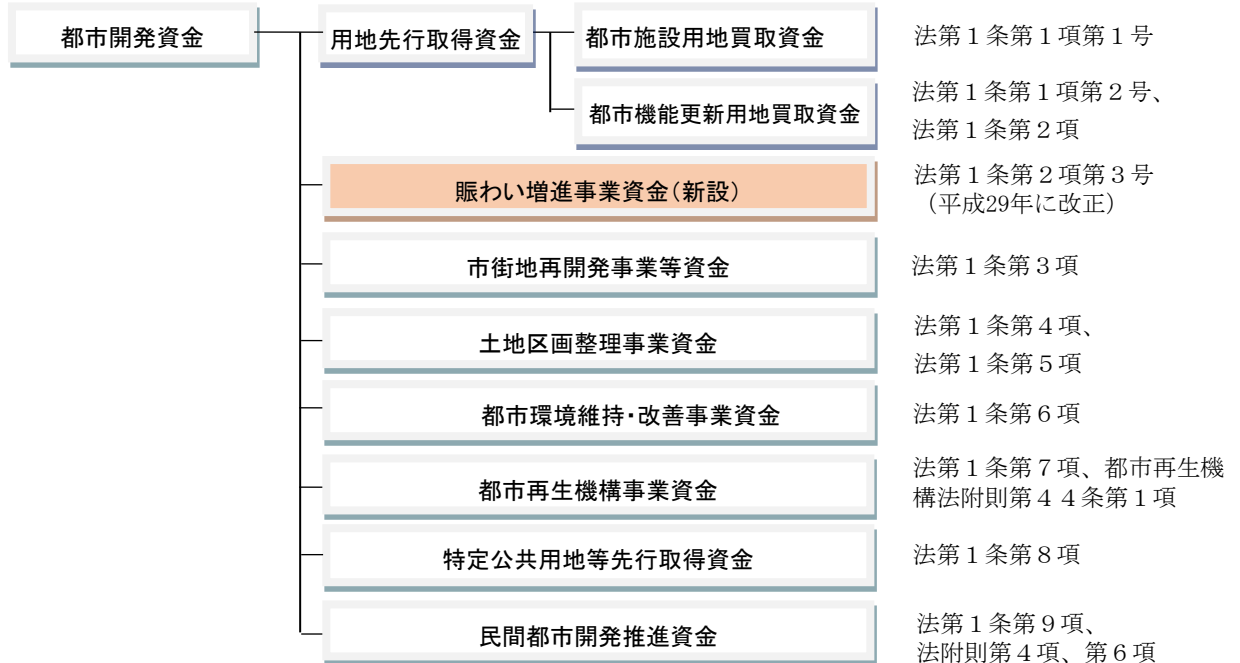 都市開発資金
用地先行取得資金
都市施設用地買取資金
法第１条第１項第１号
都市機能更新用地買取資金
法第１条第１項第２号、
法第１条第２項
賑わい増進事業資金（新設）
法第１条第２項第３号
（平成29年に改正）
市街地再開発事業等資金
法第１条第３項
土地区画整理事業資金
法第１条第４項、
法第１条第５項
都市環境維持・改善事業資金
法第１条第６項
都市再生機構事業資金
法第１条第７項、都市再生機
構法附則第４４条第１項
特定公共用地等先行取得資金
法第１条第８項
民間都市開発推進資金
法第１条第９項、
法附則第４項、第６項